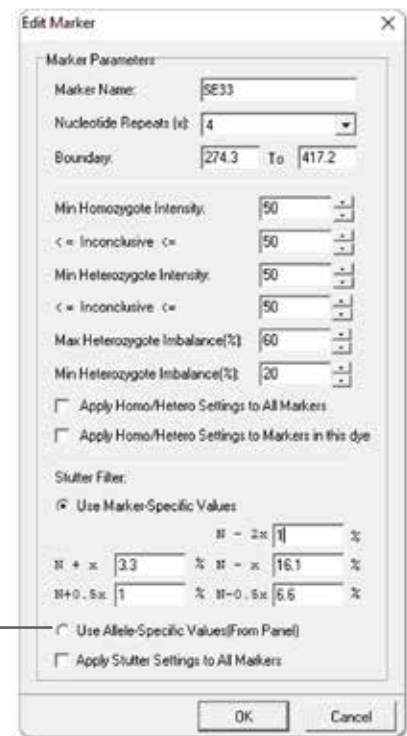 Edit Marker
Marker Parameters
Marker Name: SE33
Nucleotide Repeats (x): 4
Boundary: 274.3 To 417.2
Min Homozygote Intensity: 50
< = Inconclusive <= 50
Min Heterozygote Intensity: 50
< = Inconclusive <= 50
Max Heterozygote Imbalance(%): 60
Min Heterozygote Imbalance(%): 20
Apply Homo/Hetero Settings to All Markers
Apply Homo/Hetero Settings to Markers in this dye
Stutter Filter:
Use Marker-Specific Values
N - 2x 1 %
N + x 3.3 % N - x 16.1 %
N+0.5x 1 % N-0.5x 6.6 %
Use Allele-Specific Values(From Panel)
Apply Stutter Settings to All Markers
OK Cancel